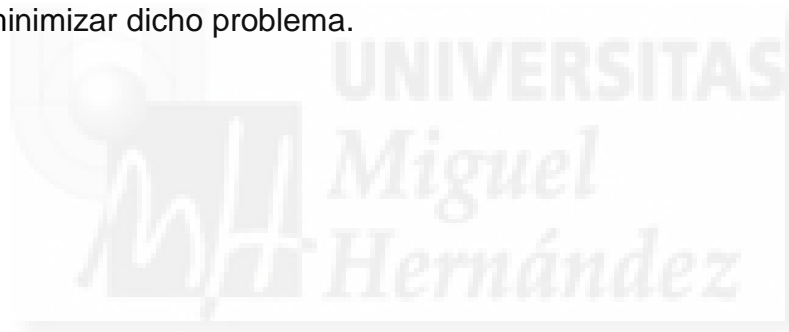 minimizar dicho problema.
UNIVERSITAS
Miguel
Hernández